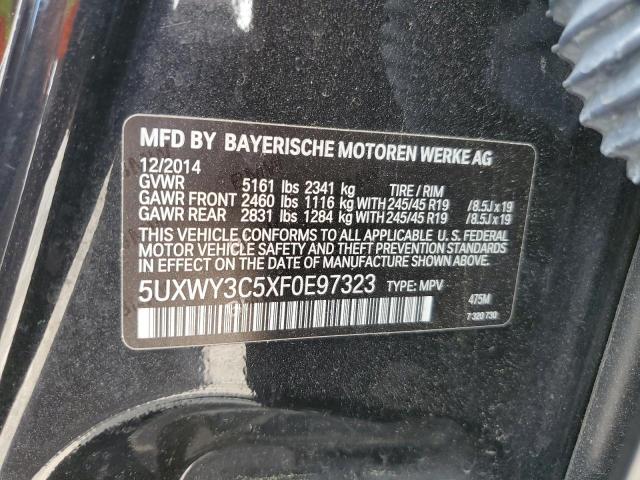 MFD BY BAYERISCHE MOTOREN WERKE AG
12/2014
GVWR 5161 lbs 2341 kg TIRE / RIM
GAWR FRONT 2460 lbs 1116 kg WITH 245/45 R19 / 8.5J x 19
GAWR REAR 2831 lbs 1284 kg WITH 245/45 R19 / 8.5J x 19
THIS VEHICLE CONFORMS TO ALL APPLICABLE U. S. FEDERAL
MOTOR VEHICLE SAFETY AND THEFT PREVENTION STANDARDS
IN EFFECT ON THE DATE OF MANUFACTURE SHOWN ABOVE.
5UXWY3C5XF0E97323 TYPE: MPV 475M
7 320 730